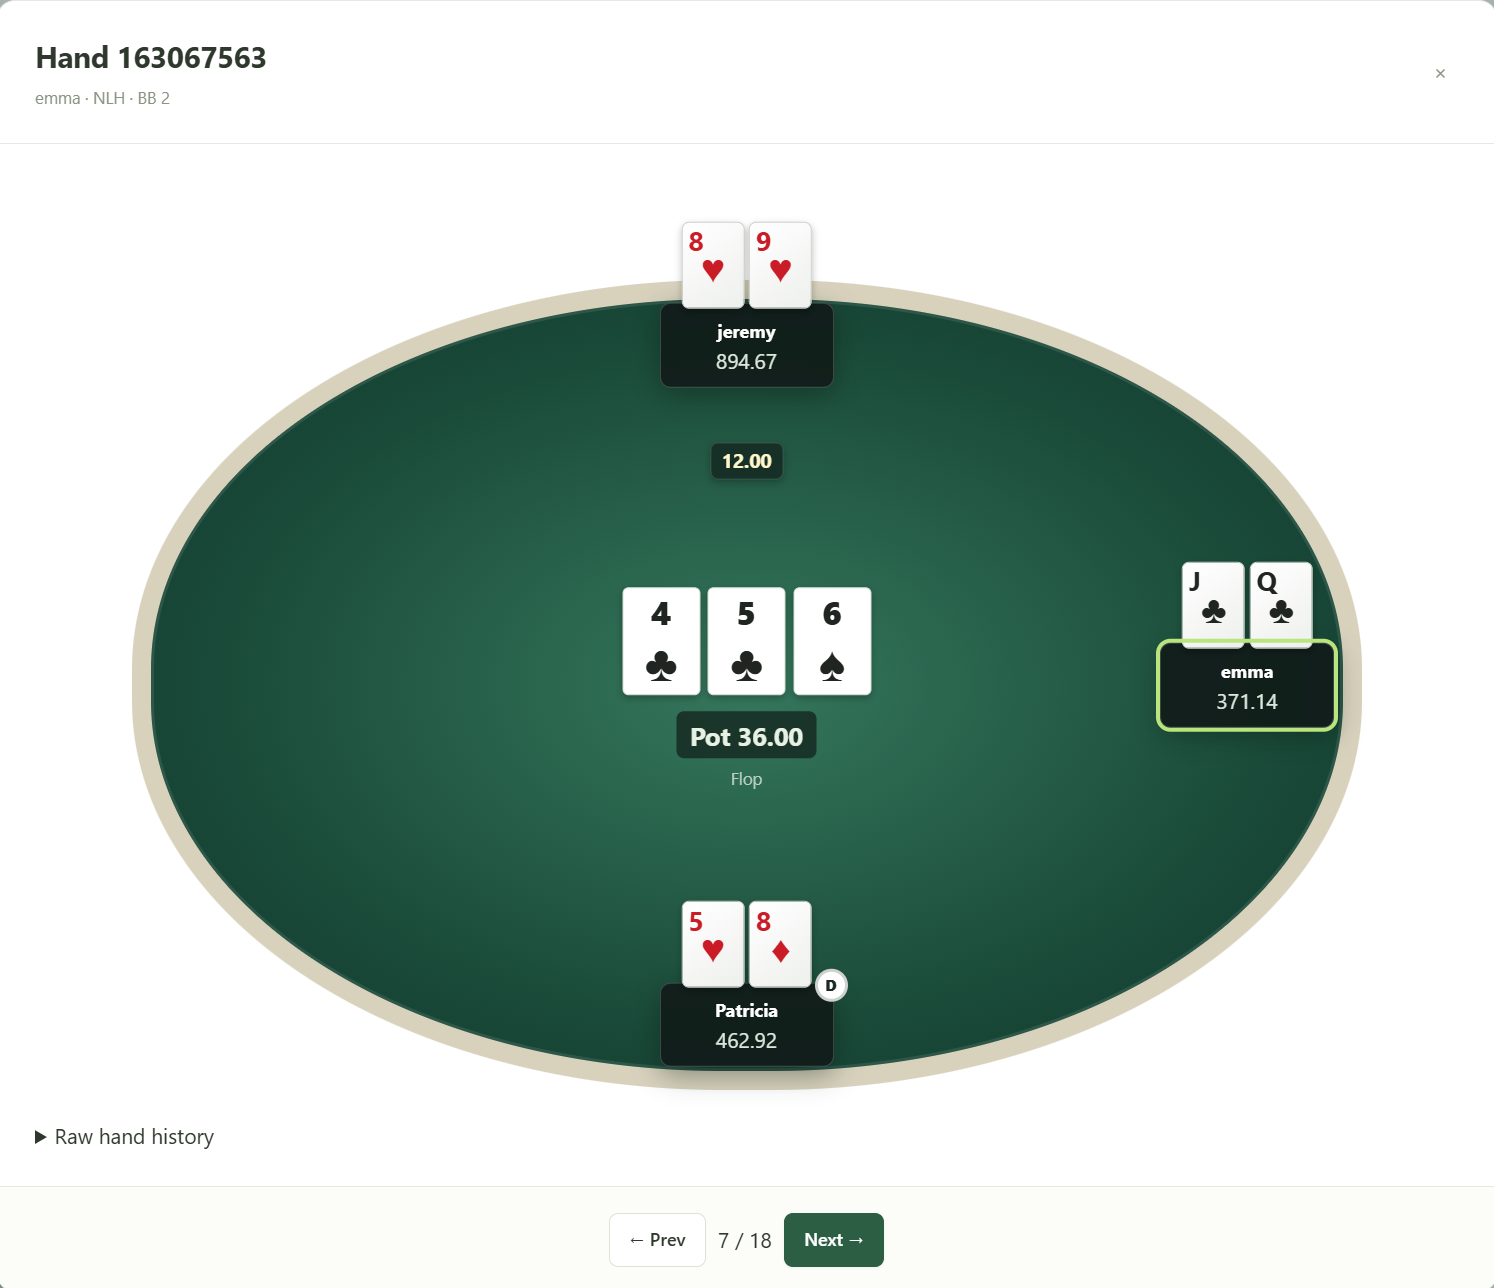 Hand 163067563
emma · NLH · BB 2
×
8 9
jeremy
894.67
12.00
4 5 6
J Q
emma
371.14
Pot 36.00
Flop
5 8
D
Patricia
462.92
▶ Raw hand history
← Prev 7 / 18 Next →